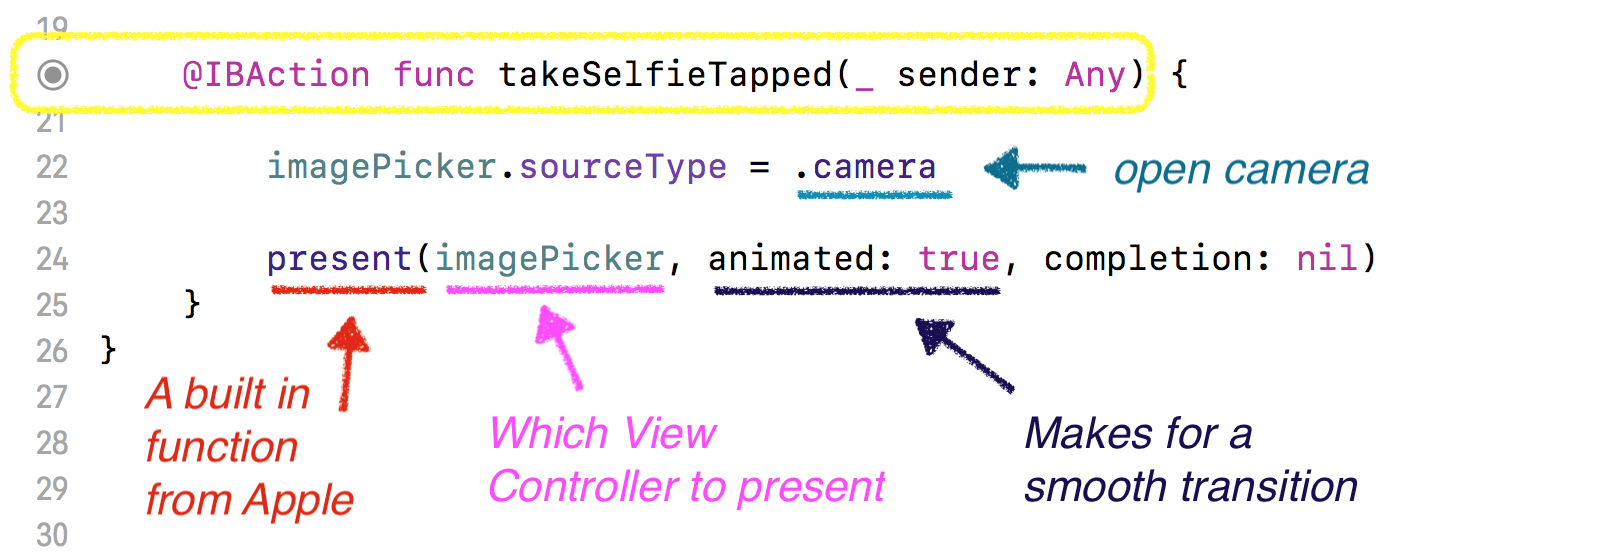 19
@IBAction func takeSelfieTapped(_ sender: Any) {
21
22 imagePicker.sourceType = .camera open camera
23
24 present(imagePicker, animated: true, completion: nil)
25 }
26 }
27
28
29
30
A built in
function
from Apple
Which View
Controller to present
Makes for a
smooth transition